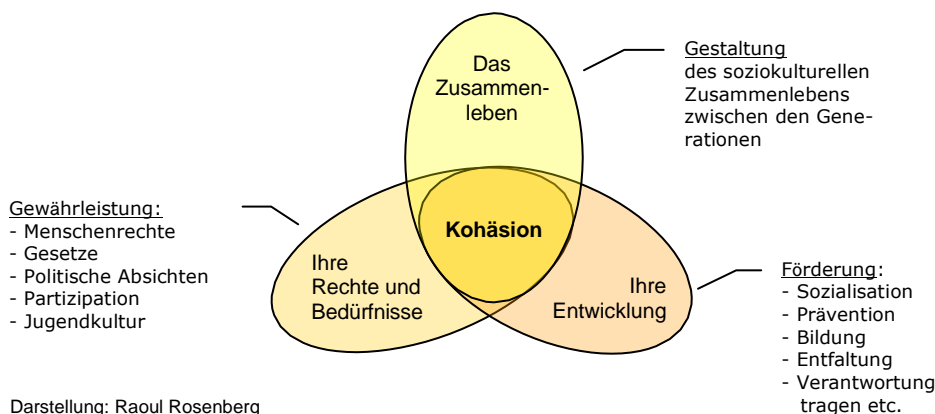 Das
Zusammen-
leben
Gestaltung
des soziokulturellen
Zusammenlebens
zwischen den Gene-
rationen
Kohäsion
Gewährleistung:
- Menschenrechte
- Gesetze
- Politische Absichten
- Partizipation
- Jugendkultur
Ihre
Rechte und
Bedürfnisse
Ihre
Entwicklung
Förderung:
- Sozialisation
- Prävention
- Bildung
- Entfaltung
- Verantwortung
tragen etc.
Darstellung: Raoul Rosenberg